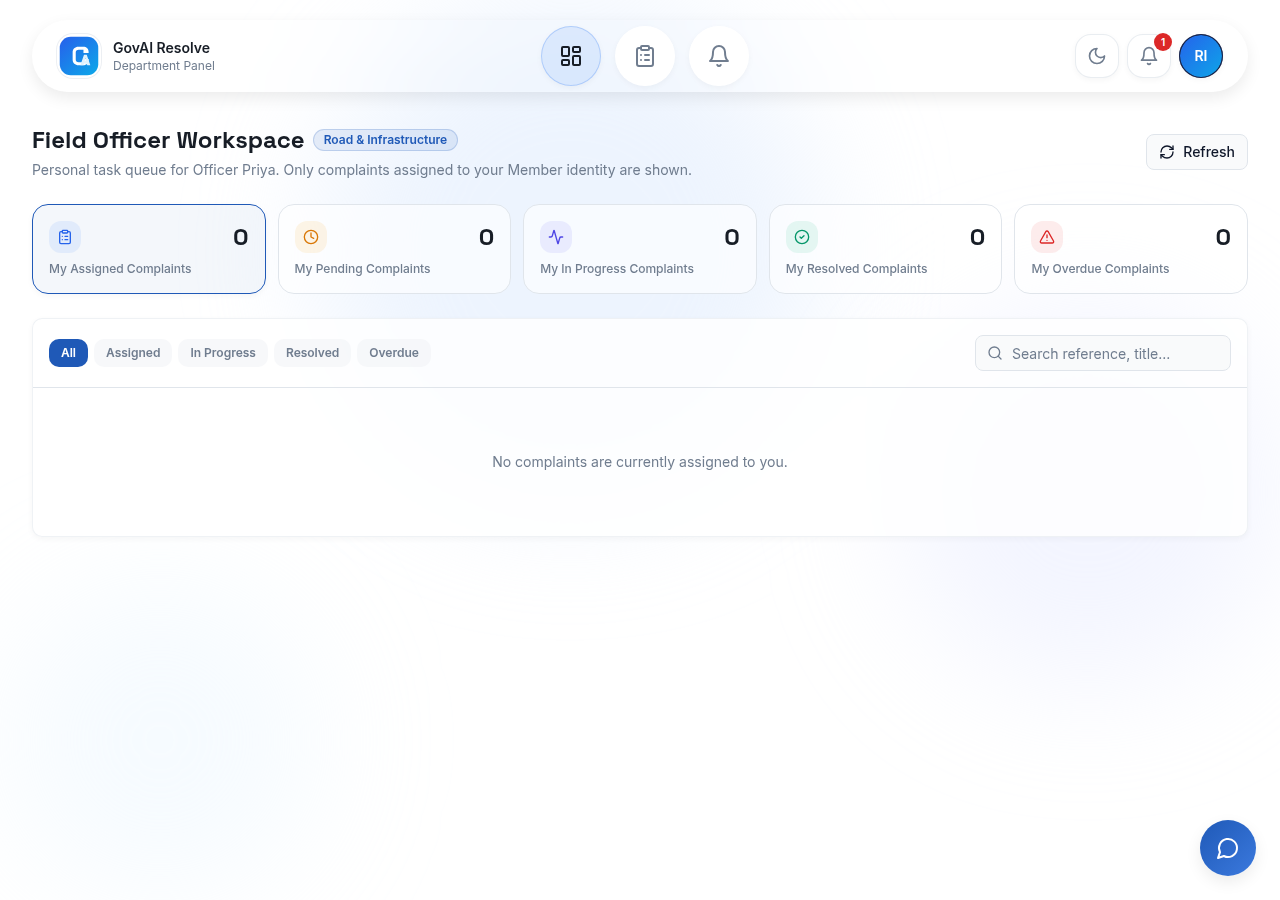 GovAI Resolve
Department Panel
1
RI
Field Officer Workspace
Road & Infrastructure
Personal task queue for Officer Priya. Only complaints assigned to your Member identity are shown.
Refresh
0
My Assigned Complaints
0
My Pending Complaints
0
My In Progress Complaints
0
My Resolved Complaints
0
My Overdue Complaints
All
Assigned
In Progress
Resolved
Overdue
Search reference, title...
No complaints are currently assigned to you.